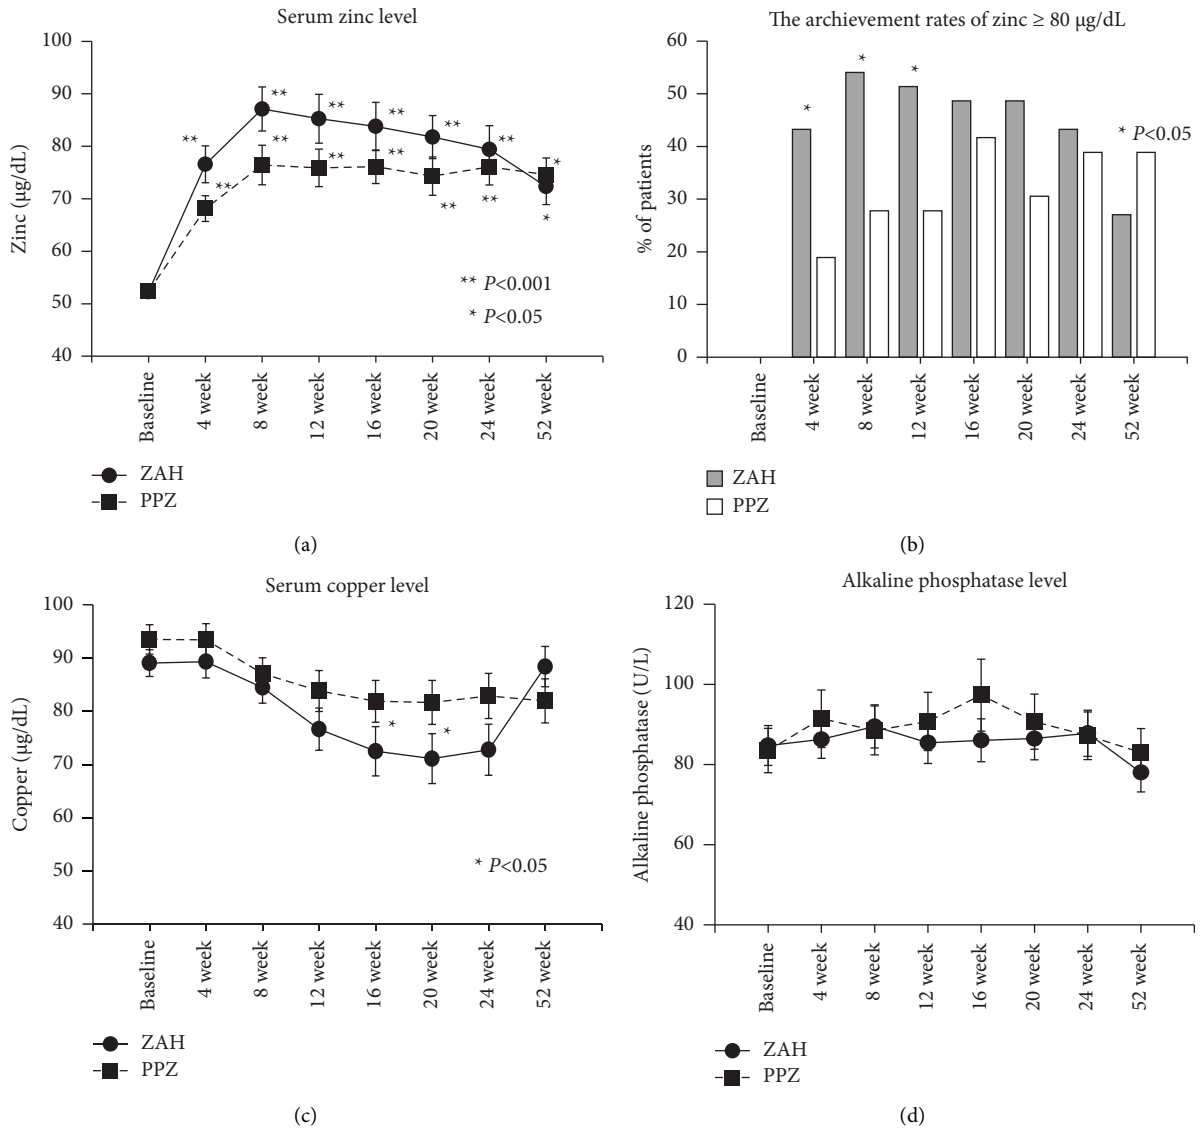 Serum zinc level
Zinc (µg/dL)
100
90
80
70
60
50
40
**
**
**
**
**
**
**
**
**
**
**
**
*
*
** P<0.001
* P<0.05
Baseline
4 week
8 week
12 week
16 week
20 week
24 week
52 week
ZAH
PPZ
(a)
The archievement rates of zinc ≥ 80 µg/dL
% of patients
60
50
40
30
20
10
0
*
*
*
* P<0.05
Baseline
4 week
8 week
12 week
16 week
20 week
24 week
52 week
ZAH
PPZ
(b)
Serum copper level
Copper (µg/dL)
100
90
80
70
60
50
40
*
*
* P<0.05
Baseline
4 week
8 week
12 week
16 week
20 week
24 week
52 week
ZAH
PPZ
(c)
Alkaline phosphatase level
Alkaline phosphatase (U/L)
120
100
80
60
40
Baseline
4 week
8 week
12 week
16 week
20 week
24 week
52 week
ZAH
PPZ
(d)